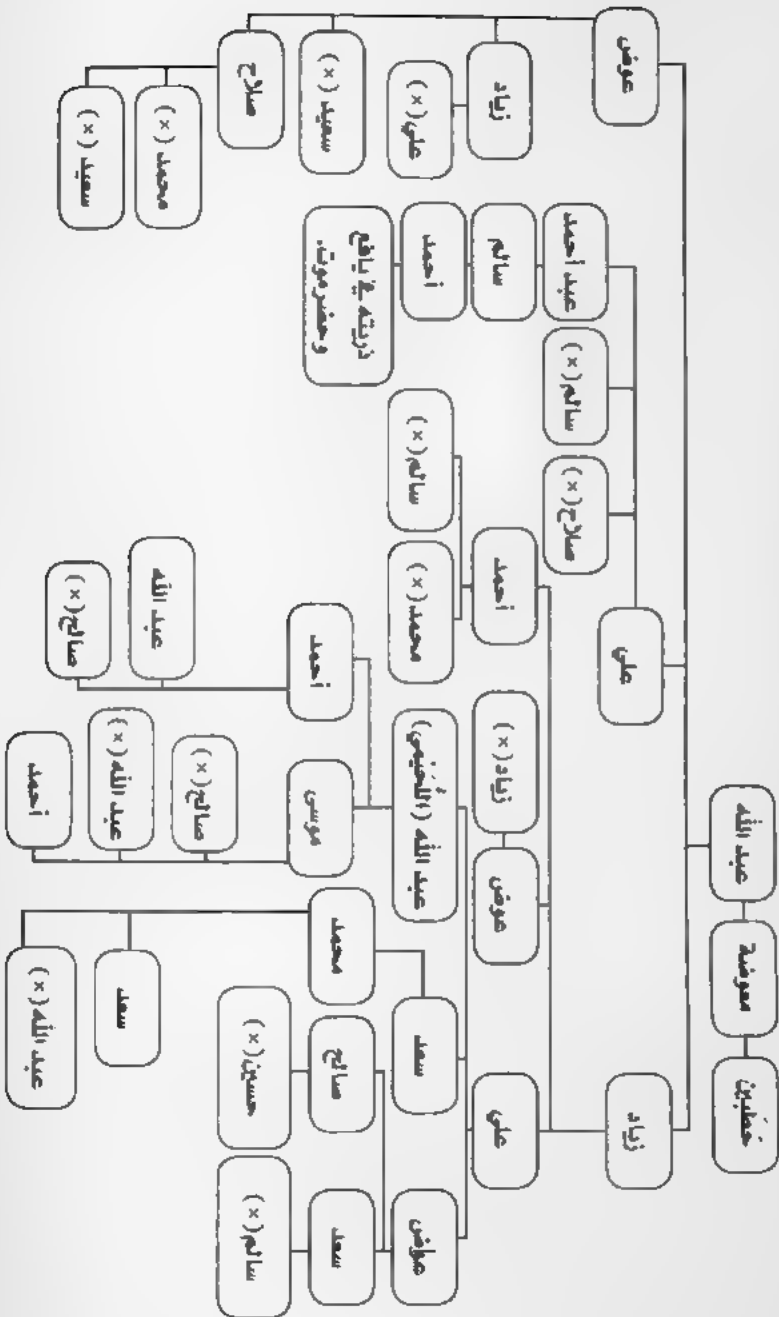 حطبين
معوضة
عبد الله
زياد
علي
عوض
صلاح (×)
سالم (×)
عبد أحمد
علي
عوض
زياد (×)
أحمد
سالم
زياد
عوض
سعد
عبد الله (اللحيمي)
محمد (×)
سالم (×)
أحمد
علي (×)
سعد
صالح
محمد
موسى
أحمد
ذريته في يافع
وحضرموت.
سعيد (×)
سالم (×)
حسين (×)
صالح (×)
صلاح
سعد
عبد الله (×)
عبد الله
محمد (×)
عبد الله (×)
أحمد
صالح (×)
سعيد (×)